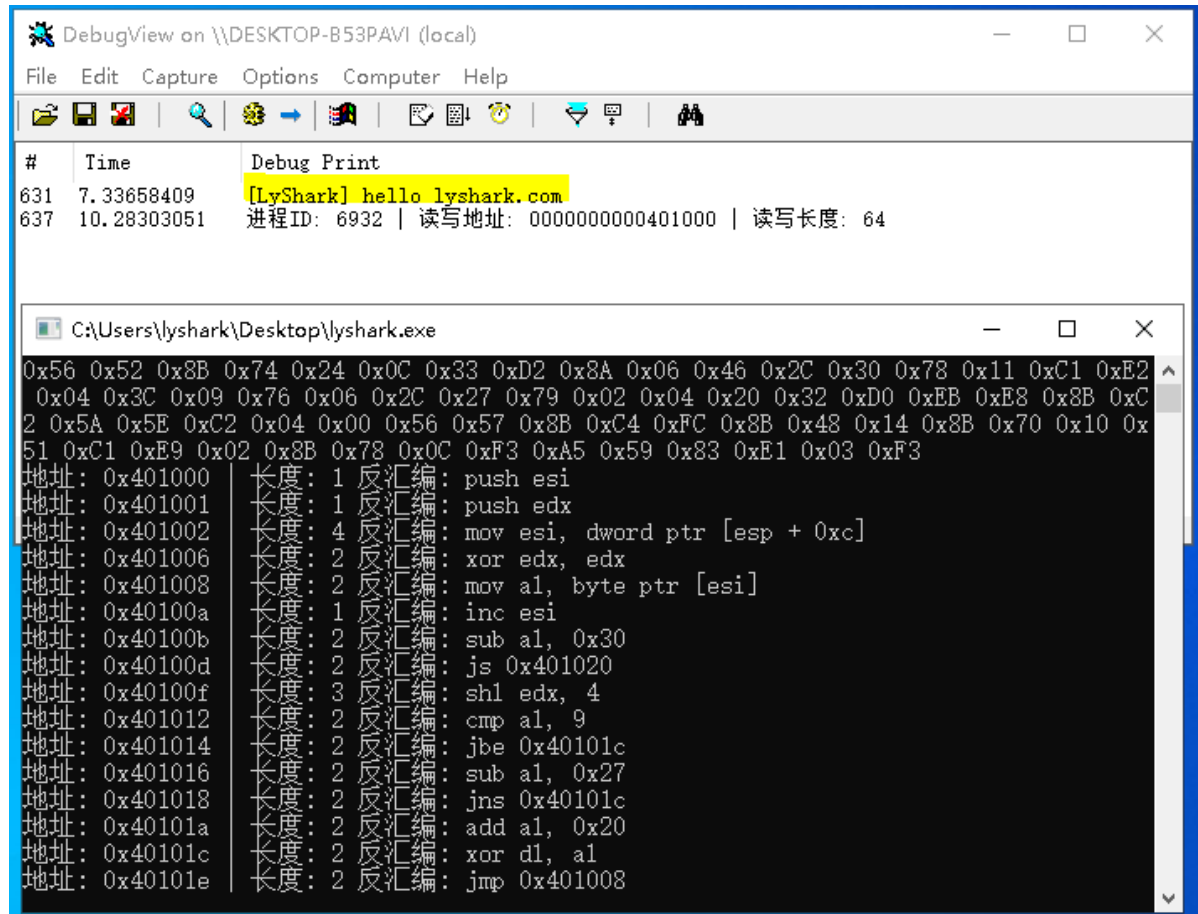 DebugView on \\DESKTOP-B53PAVI (local)
File Edit Capture Options Computer Help
# Time Debug Print
631 7.33658409 [LyShark] hello lyshark.com
637 10.28303051 进程ID: 6932 | 读写地址: 0000000000401000 | 读写长度: 64
C:\Users\lyshark\Desktop\lyshark.exe
0x56 0x52 0x8B 0x74 0x24 0x0C 0x33 0xD2 0x8A 0x06 0x46 0x2C 0x30 0x78 0x11 0xC1 0xE2
0x04 0x3C 0x09 0x76 0x06 0x2C 0x27 0x79 0x02 0x04 0x20 0x32 0xD0 0xEB 0xE8 0x8B 0xC
2 0x5A 0x5E 0xC2 0x04 0x00 0x56 0x57 0x8B 0xC4 0xFC 0x8B 0x48 0x14 0x8B 0x70 0x10 0x
51 0xC1 0xE9 0x02 0x8B 0x78 0x0C 0xF3 0xA5 0x59 0x83 0xE1 0x03 0xF3
地址: 0x401000 | 长度: 1 反汇编: push esi
地址: 0x401001 | 长度: 1 反汇编: push edx
地址: 0x401002 | 长度: 4 反汇编: mov esi, dword ptr [esp + 0xc]
地址: 0x401006 | 长度: 2 反汇编: xor edx, edx
地址: 0x401008 | 长度: 2 反汇编: mov al, byte ptr [esi]
地址: 0x40100a | 长度: 1 反汇编: inc esi
地址: 0x40100b | 长度: 2 反汇编: sub al, 0x30
地址: 0x40100d | 长度: 2 反汇编: js 0x401020
地址: 0x40100f | 长度: 3 反汇编: shl edx, 4
地址: 0x401012 | 长度: 2 反汇编: cmp al, 9
地址: 0x401014 | 长度: 2 反汇编: jbe 0x40101c
地址: 0x401016 | 长度: 2 反汇编: sub al, 0x27
地址: 0x401018 | 长度: 2 反汇编: jns 0x40101c
地址: 0x40101a | 长度: 2 反汇编: add al, 0x20
地址: 0x40101c | 长度: 2 反汇编: xor dl, al
地址: 0x40101e | 长度: 2 反汇编: jmp 0x401008